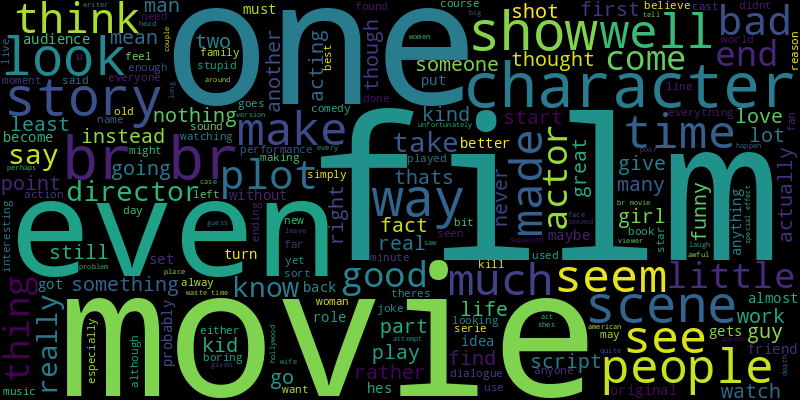 think
one
show
well
bad
man
must
shot
first
believe
cast
didnt
need
found
course
tell
writer
couple
head
audience
mean
two
family
stupid
around
best
another
acting
though
women
someone
thought
come
end
world
reason
live
look
feel
moment
said
everyone
enough
character
story
nothing
goes
comedy
done
put
line
long
old
name
sound
version
kind
start
everything
love
fan
least
become
instead
watching
unfortunately
make
film
time
lot
say
br br
might
performance
every
take
better
made
actor
great
poor
happen
perhaps
going
making
played
plot
simply
thats
give
actually
point
director
case
left
without
right
way
never
many
funny
anything
special effect
action
interesting
even
day
ending
fact
girl
star
book
br movie
face
seemed
guess
new
leave
real
bit
maybe
viewer
laugh
still
turn
far
seen
sam
supposed
awful
problem
set
place
yet
sort
minute
used
got
something
alway
know
back
good
much
kill
seem
little
thing
really
waste time
theres
movie
woman
life
scene
almost
probably
role
joke
looking
serie
act
shes
american
work
especially
although
either
kid
boring
hollywood
part
attempt
idea
may
see
gets
guy
play
find
script
quite
people
friend
death
go
wife
rather
dialogue
anyone
music
given
want
hes
use
original
watch